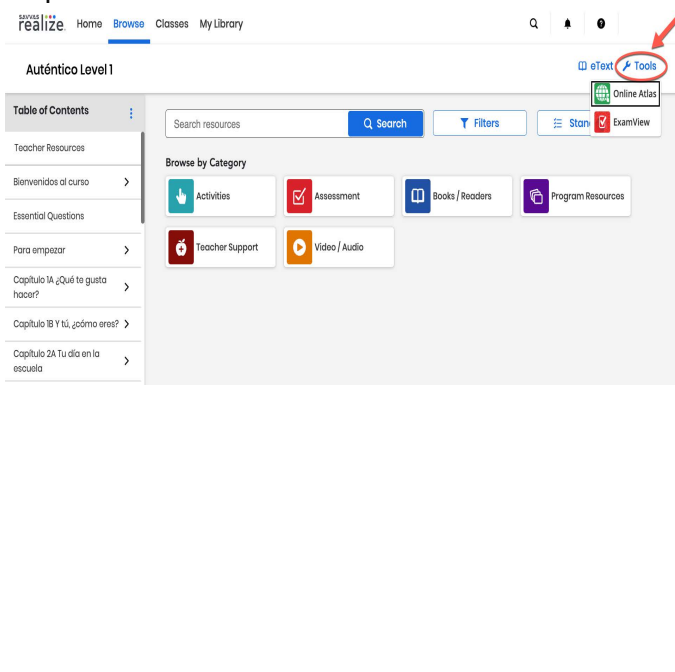 SAVVAS
realize. Home Browse Classes My Library
Auténtico Level 1
eText Tools
Online Atlas
ExamView
Table of Contents
Teacher Resources
Bienvenidos al curso
Essential Questions
Para empezar
Capítulo 1A ¿Qué te gusta
hacer?
Capítulo 1B Y tú, ¿cómo eres?
Capítulo 2A Tu día en la
escuela
Search resources
Search
Filters
Stan
Browse by Category
Activities
Assessment
Books / Readers
Program Resources
Teacher Support
Video / Audio